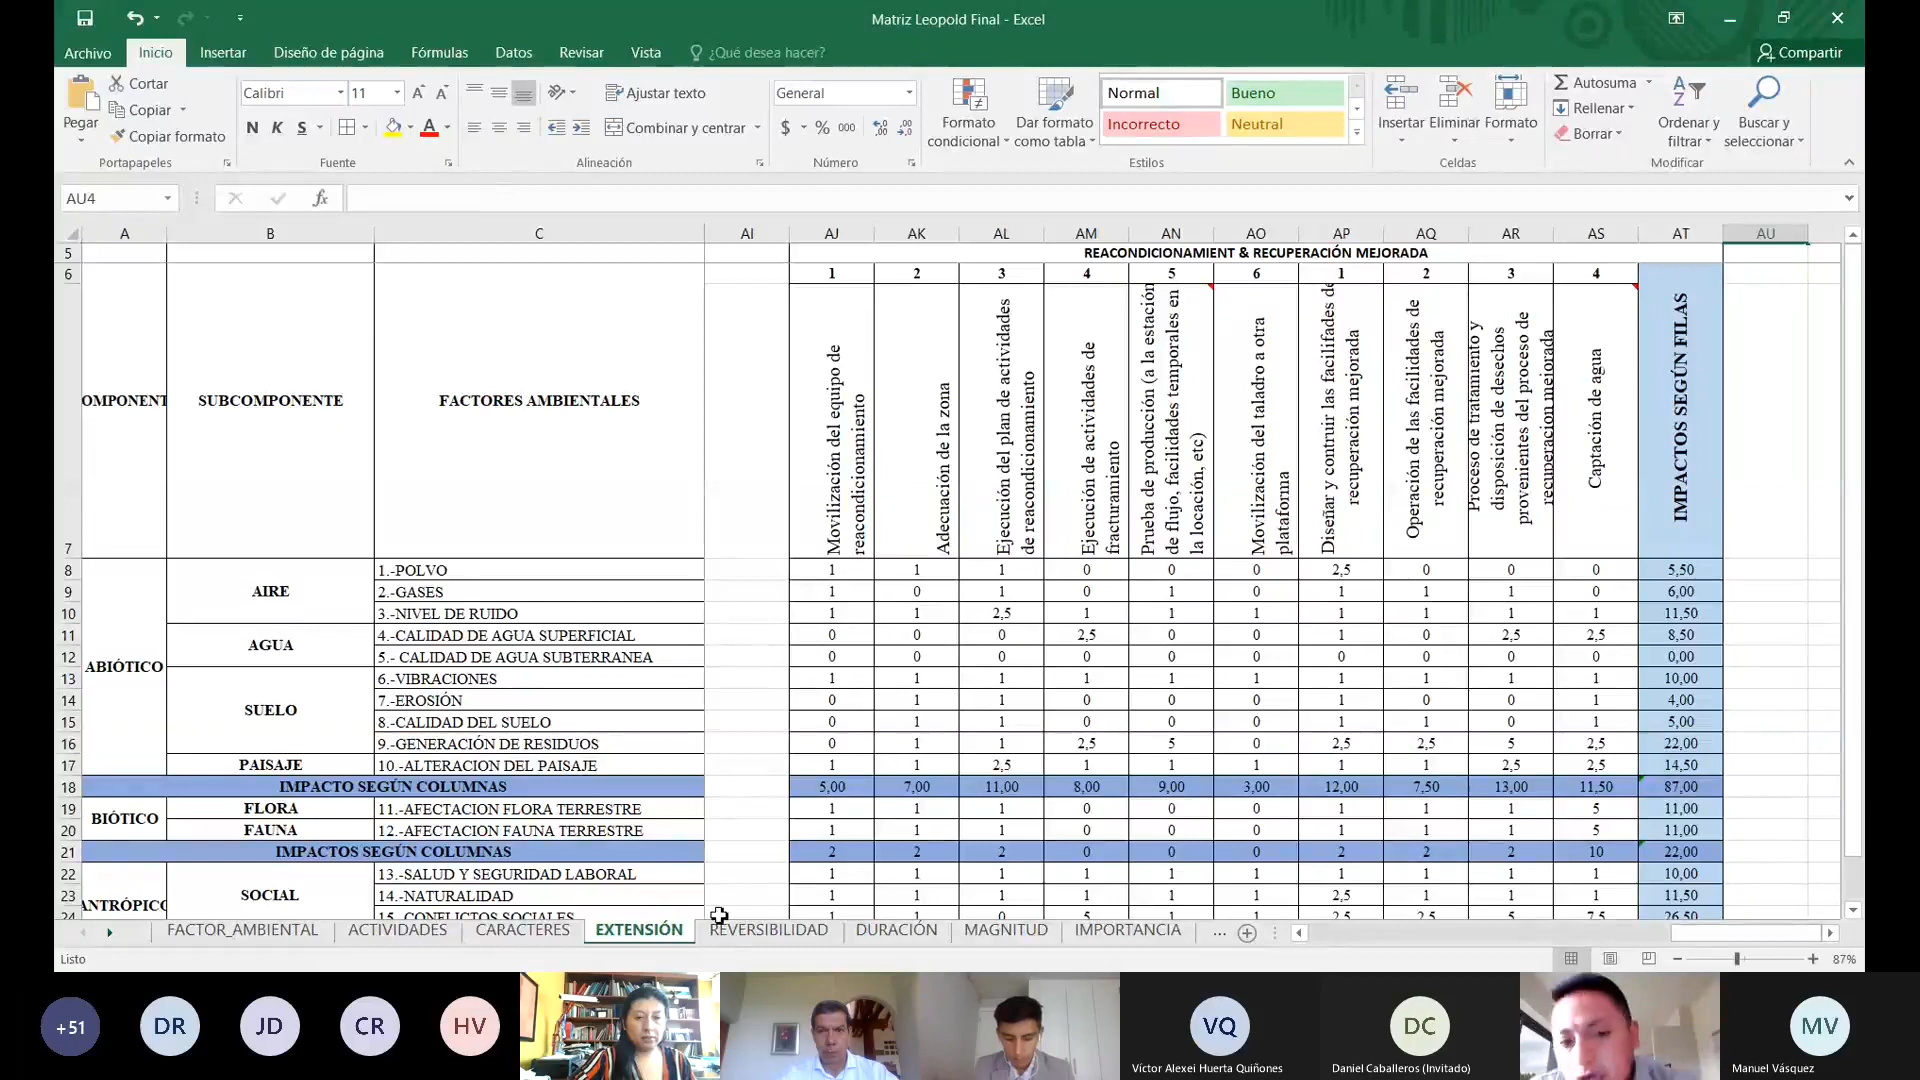 Matriz Leopold Final - Excel
Archivo Inicio Insertar Diseño de página Fórmulas Datos Revisar Vista ¿Qué desea hacer? Compartir
Pegar
Cortar
Copiar
Copiar formato
Portapapeles
Calibri 11
N K S
Fuente
Ajustar texto
Combinar y centrar
Alineación
General
$ % 000
Número
Formato condicional
Dar formato como tabla
Normal Bueno
Incorrecto Neutral
Estilos
Insertar Eliminar Formato
Celdas
Autosuma
Rellenar
Borrar
Ordenar y filtrar
Buscar y seleccionar
Modificar
AU4 fx
A B C AI AJ AK AL AM AN AO AP AQ AR AS AT AU
5 REACONDICIONAMIENT & RECUPERACIÓN MEJORADA
6 1 2 3 4 5 6 1 2 3 4
7 OMPONENT SUBCOMPONENTE FACTORES AMBIENTALES
Movilización del equipo de reacondicionamiento
Adecuación de la zona
Ejecución del plan de actividades de reacondicionamiento
Ejecución de actividades de fracturamiento
Prueba de producción (a la estación de flujo, facilidades temporales en la locación, etc)
Movilización del taladro a otra plataforma
Diseñar y contruir las facilifades de recuperación mejorada
Operación de las facilidades de recuperación mejorada
Proceso de tratamiento y disposición de desechos provenientes del proceso de recuperacion mejorada
Captación de agua
IMPACTOS SEGÚN FILAS
8 1.-POLVO 1 1 1 0 0 0 2,5 0 0 0 5,50
9 AIRE 2.-GASES 1 0 1 0 1 0 1 1 1 0 6,00
10 3.-NIVEL DE RUIDO 1 1 2,5 1 1 1 1 1 1 1 11,50
11 AGUA 4.-CALIDAD DE AGUA SUPERFICIAL 0 0 0 2,5 0 0 1 0 2,5 2,5 8,50
12 5.- CALIDAD DE AGUA SUBTERRANEA 0 0 0 0 0 0 0 0 0 0 0,00
13 ABIÓTICO 6.-VIBRACIONES 1 1 1 1 1 1 1 1 1 1 10,00
14 SUELO 7.-EROSIÓN 0 1 1 0 0 0 1 0 0 1 4,00
15 8.-CALIDAD DEL SUELO 0 1 1 0 0 0 1 1 0 1 5,00
16 9.-GENERACIÓN DE RESIDUOS 0 1 1 2,5 5 0 2,5 2,5 5 2,5 22,00
17 PAISAJE 10.-ALTERACION DEL PAISAJE 1 1 2,5 1 1 1 1 1 2,5 2,5 14,50
18 IMPACTO SEGÚN COLUMNAS 5,00 7,00 11,00 8,00 9,00 3,00 12,00 7,50 13,00 11,50 87,00
19 BIÓTICO FLORA 11.-AFECTACION FLORA TERRESTRE 1 1 1 0 0 0 1 1 1 5 11,00
20 FAUNA 12.-AFECTACION FAUNA TERRESTRE 1 1 1 0 0 0 1 1 1 5 11,00
21 IMPACTOS SEGÚN COLUMNAS 2 2 2 0 0 0 2 2 2 10 22,00
22 13.-SALUD Y SEGURIDAD LABORAL 1 1 1 1 1 1 1 1 1 1 10,00
23 ANTRÓPICO SOCIAL 14.-NATURALIDAD 1 1 1 1 1 1 2,5 1 1 1 11,50
24 15.-CONFLICTOS SOCIALES 1 1 0 5 1 1 2,5 2,5 5 7,5 26,50
FACTOR_AMBIENTAL ACTIVIDADES CARACTERES EXTENSIÓN REVERSIBILIDAD DURACIÓN MAGNITUD IMPORTANCIA ...
Listo 87%
+51 DR JD CR HV VQ DC MV
Víctor Alexei Huerta Quiñones Daniel Caballeros (Invitado) Manuel Vásquez